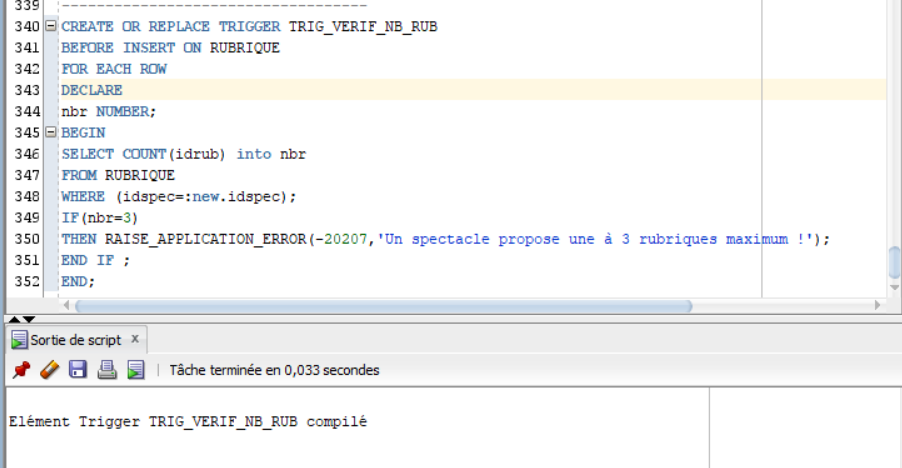 339 -----------------------------------
340 CREATE OR REPLACE TRIGGER TRIG_VERIF_NB_RUB
341 BEFORE INSERT ON RUBRIQUE
342 FOR EACH ROW
343 DECLARE
344 nbr NUMBER;
345 BEGIN
346 SELECT COUNT(idrub) into nbr
347 FROM RUBRIQUE
348 WHERE (idspec=:new.idspec);
349 IF(nbr=3)
350 THEN RAISE_APPLICATION_ERROR(-20207,'Un spectacle propose une à 3 rubriques maximum !');
351 END IF ;
352 END;
Sortie de script x
Tâche terminée en 0,033 secondes
Elément Trigger TRIG_VERIF_NB_RUB compilé